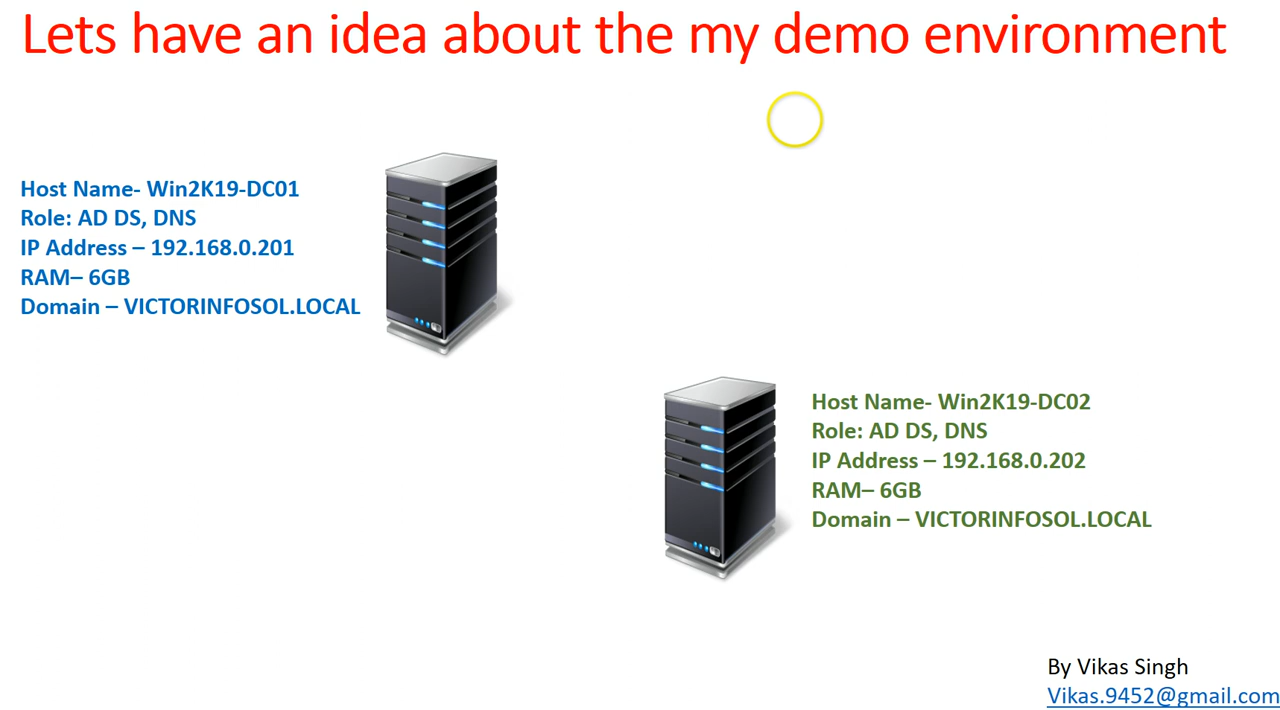 Lets have an idea about the my demo environment
Host Name- Win2K19-DC01
Role: AD DS, DNS
IP Address – 192.168.0.201
RAM– 6GB
Domain – VICTORINFOSOL.LOCAL
Host Name- Win2K19-DC02
Role: AD DS, DNS
IP Address – 192.168.0.202
RAM– 6GB
Domain – VICTORINFOSOL.LOCAL
By Vikas Singh
Vikas.9452@gmail.com